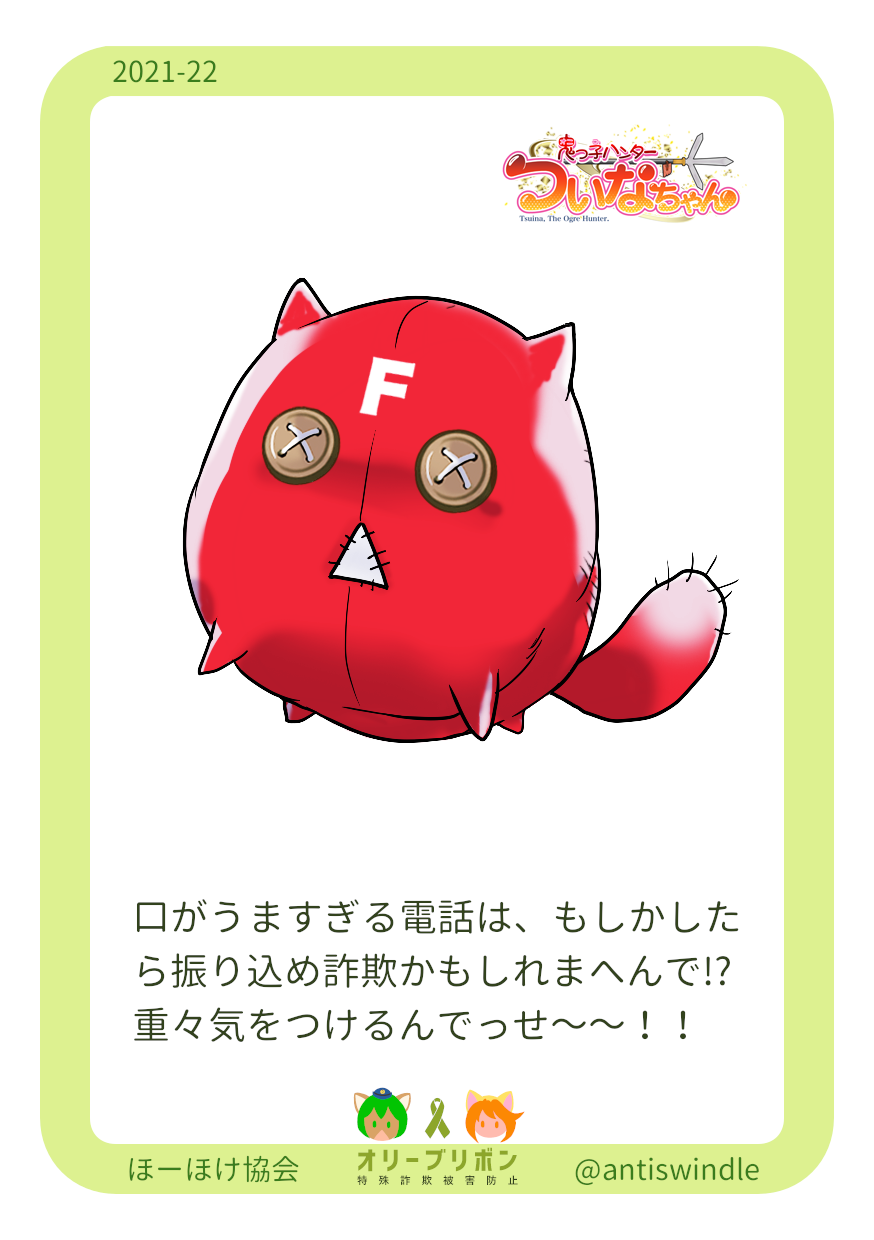 2021-22
鬼っ子ハンター
ついなちゃん
Tsuina, The Ogre Hunter.
F
口がうますぎる電話は、もしかした
ら振り込め詐欺かもしれまへんで!?
重々気をつけるんでっせ〜〜！！
オリーブリボン
特殊詐欺被害防止
ほーほけ協会
@antiswindle